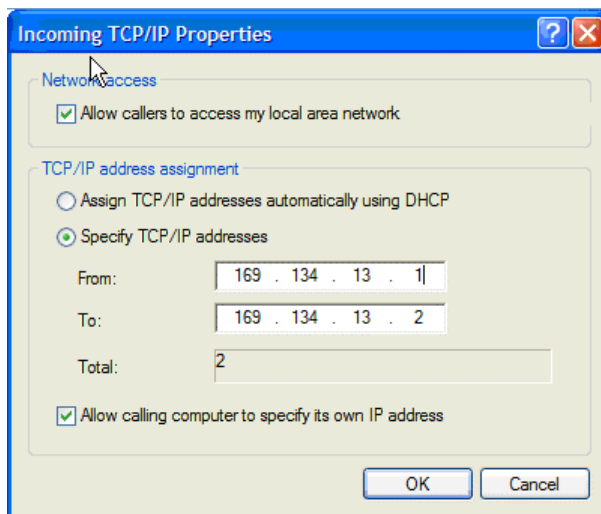 Incoming TCP/IP Properties
Network access
Allow callers to access my local area network
TCP/IP address assignment
Assign TCP/IP addresses automatically using DHCP
Specify TCP/IP addresses
From: 169 . 134 . 13 . 1
To: 169 . 134 . 13 . 2
Total: 2
Allow calling computer to specify its own IP address
OK Cancel